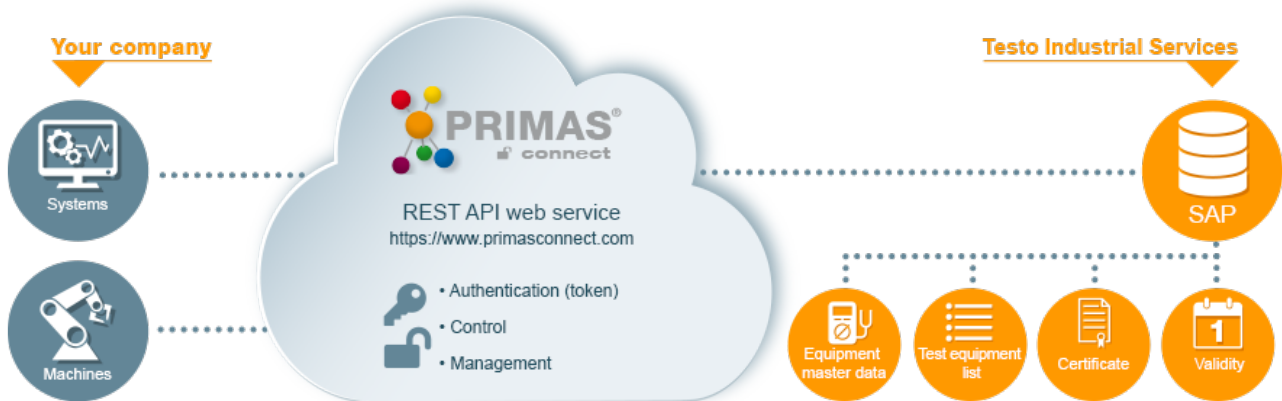 Your company
Systems
Machines
PRIMAS®
connect
REST API web service
https://www.primasconnect.com
• Authentication (token)
• Control
• Management
Testo Industrial Services
SAP
Equipment
master data
Test equipment
list
Certificate
1
Validity